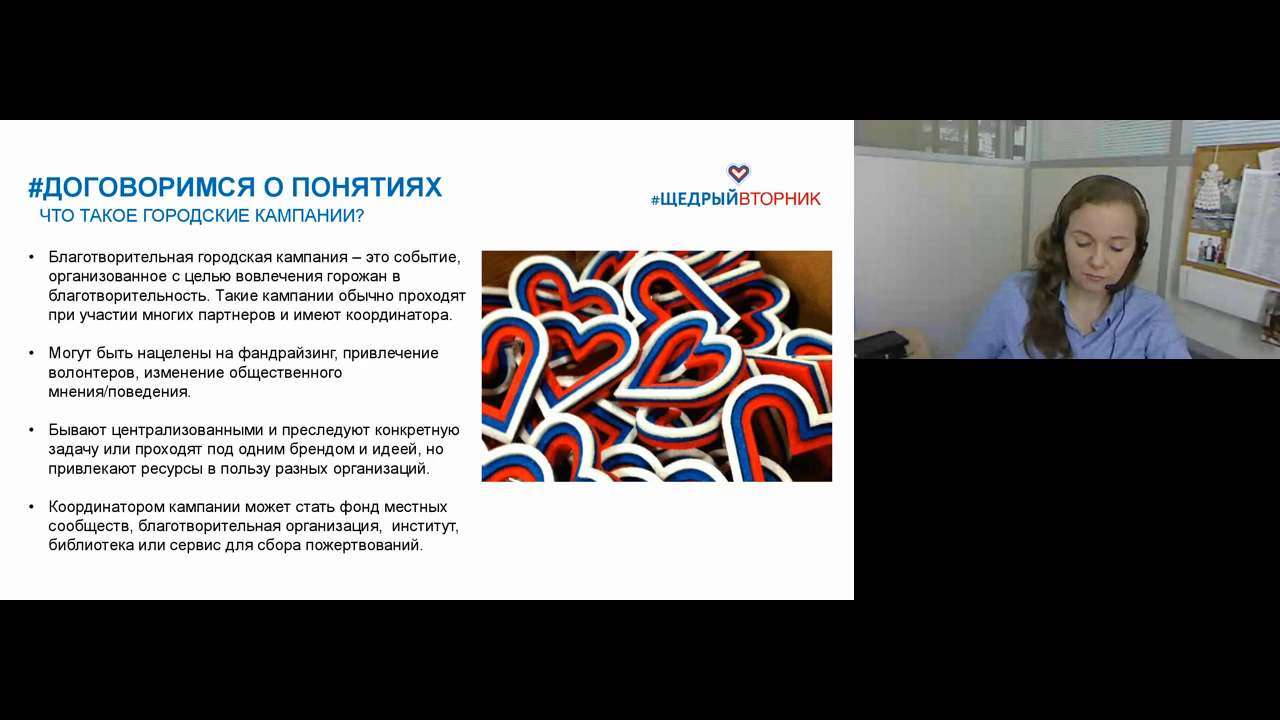 #ДОГОВОРИМСЯ О ПОНЯТИЯХ
ЧТО ТАКОЕ ГОРОДСКИЕ КАМПАНИИ?
#ЩЕДРЫЙВТОРНИК
• Благотворительная городская кампания – это событие,
организованное с целью вовлечения горожан в
благотворительность. Такие кампании обычно проходят
при участии многих партнеров и имеют координатора.
• Могут быть нацелены на фандрайзинг, привлечение
волонтеров, изменение общественного
мнения/поведения.
• Бывают централизованными и преследуют конкретную
задачу или проходят под одним брендом и идеей, но
привлекают ресурсы в пользу разных организаций.
• Координатором кампании может стать фонд местных
сообществ, благотворительная организация, институт,
библиотека или сервис для сбора пожертвований.